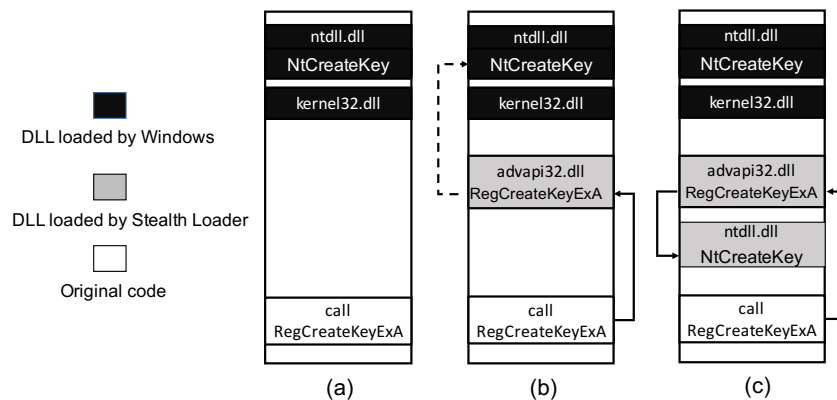 DLL loaded by Windows
DLL loaded by Stealth Loader
Original code
ntdll.dll
NtCreateKey
kernel32.dll
call
RegCreateKeyExA
(a)
ntdll.dll
NtCreateKey
kernel32.dll
advapi32.dll
RegCreateKeyExA
call
RegCreateKeyExA
(b)
ntdll.dll
NtCreateKey
kernel32.dll
advapi32.dll
RegCreateKeyExA
ntdll.dll
NtCreateKey
call
RegCreateKeyExA
(c)